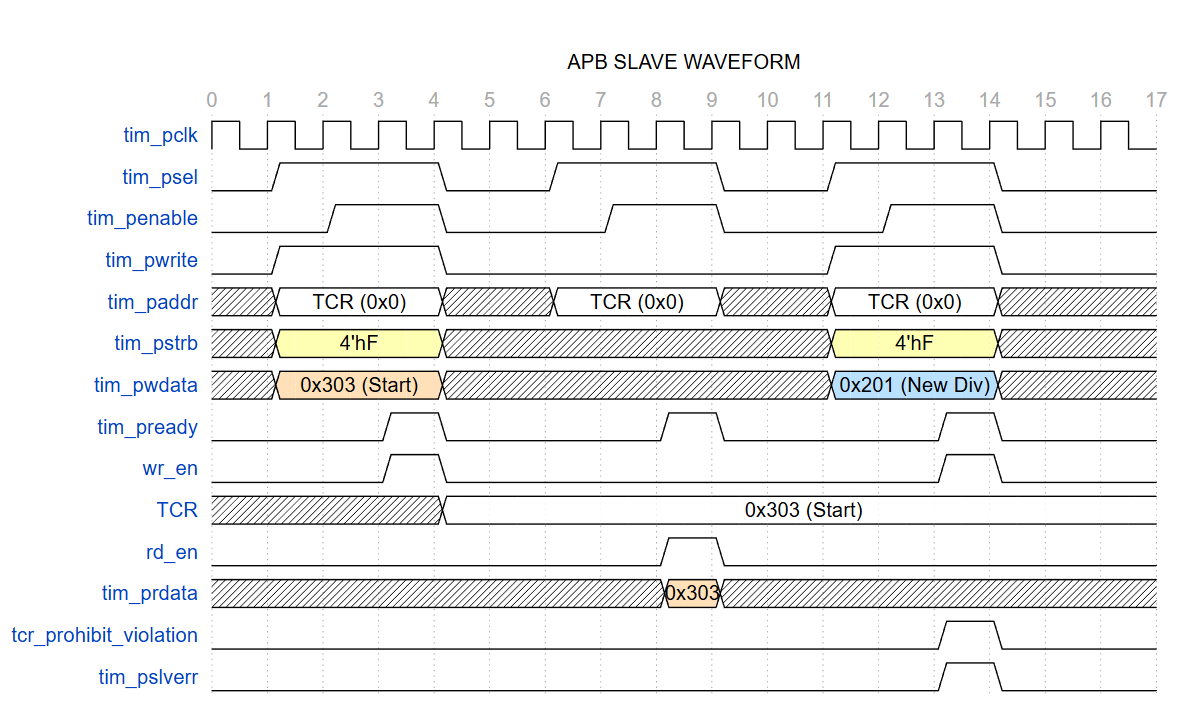 APB SLAVE WAVEFORM
0 1 2 3 4 5 6 7 8 9 10 11 12 13 14 15 16 17
tim_pclk
tim_psel
tim_penable
tim_pwrite
tim_paddr TCR (0x0) TCR (0x0) TCR (0x0)
tim_pstrb 4'hF 4'hF
tim_pwdata 0x303 (Start) 0x201 (New Div)
tim_pready
wr_en
TCR 0x303 (Start)
rd_en
tim_prdata 0x303
tcr_prohibit_violation
tim_pslverr